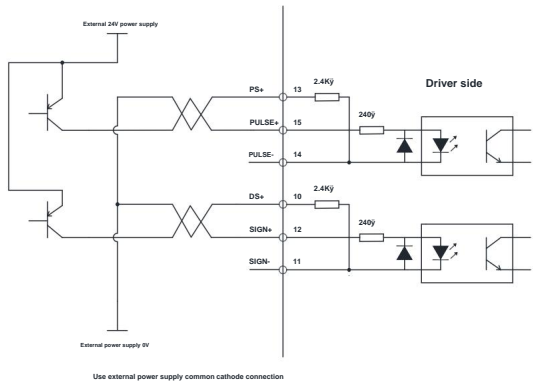 External 24V power supply
2.4Kÿ
PS+ 13
Driver side
240ÿ
PULSE+ 15
PULSE- 14
2.4Kÿ
DS+ 10
240ÿ
SIGN+ 12
SIGN- 11
External power supply 0V
Use external power supply common cathode connection